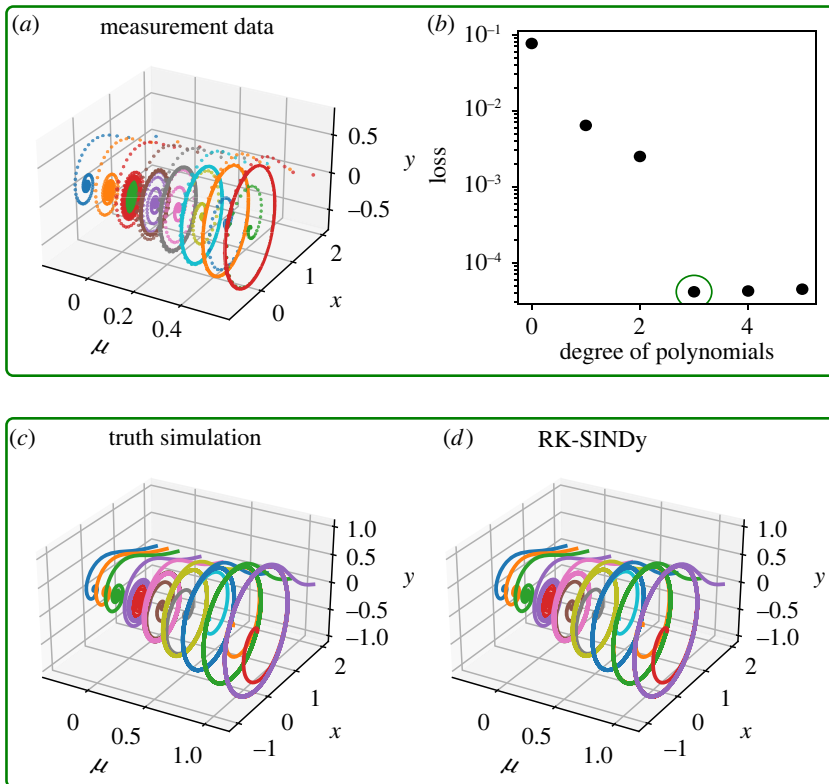 (a) measurement data
0.5
0
−0.5
y
0
0.2
0.4
μ
0
1
2
x
(b)
10⁻¹
10⁻²
10⁻³
10⁻⁴
loss
0
2
4
degree of polynomials
(c) truth simulation
1.0
0.5
0
−0.5
−1.0
y
0
0.5
1.0
μ
−1
0
1
2
x
(d) RK-SINDy
1.0
0.5
0
−0.5
−1.0
y
0
0.5
1.0
μ
−1
0
1
2
x